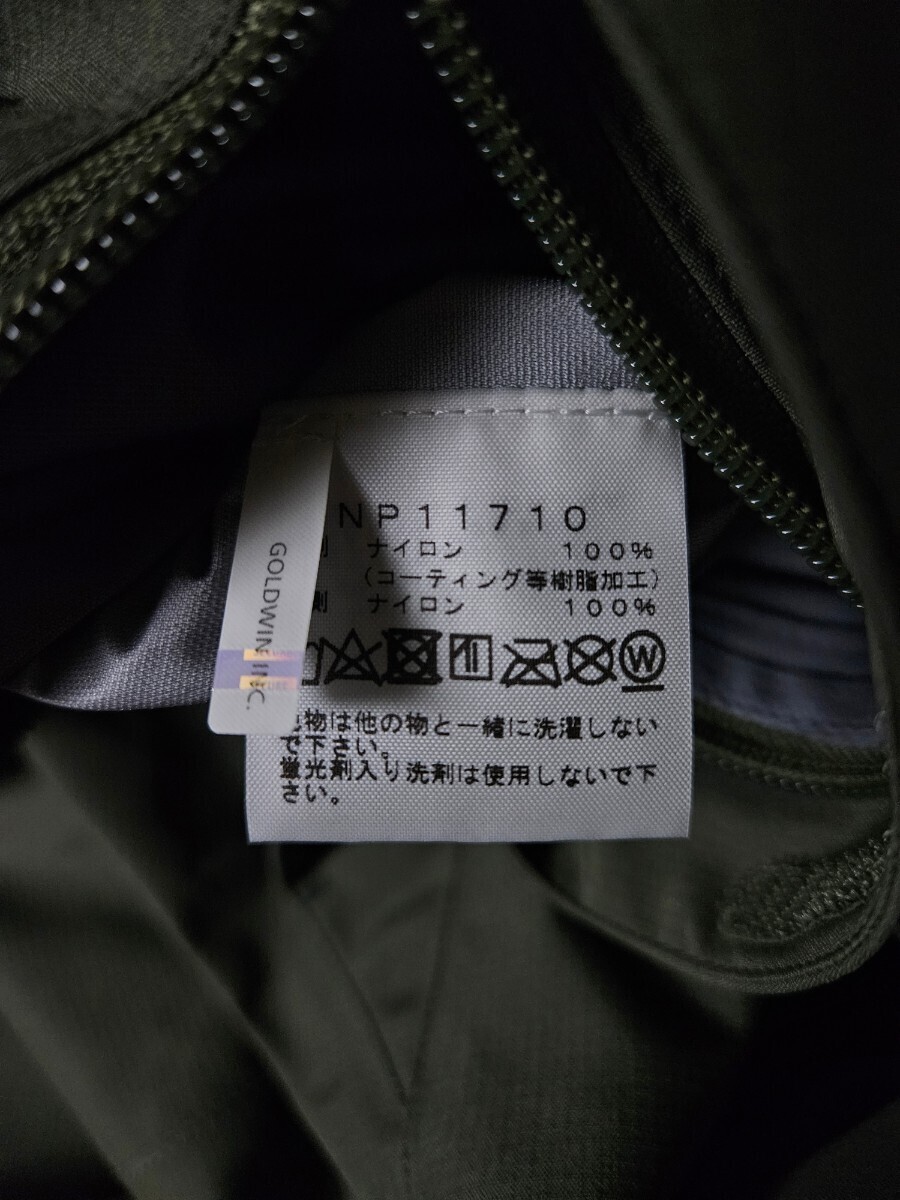 NP11710
側 ナイロン 100%
(コーティング等樹脂加工)
側 ナイロン 100%
W
物は他の物と一緒に洗濯しない
で下さい。
蛍光剤入り洗剤は使用しないで下
さい。
GOLDWIN INC.